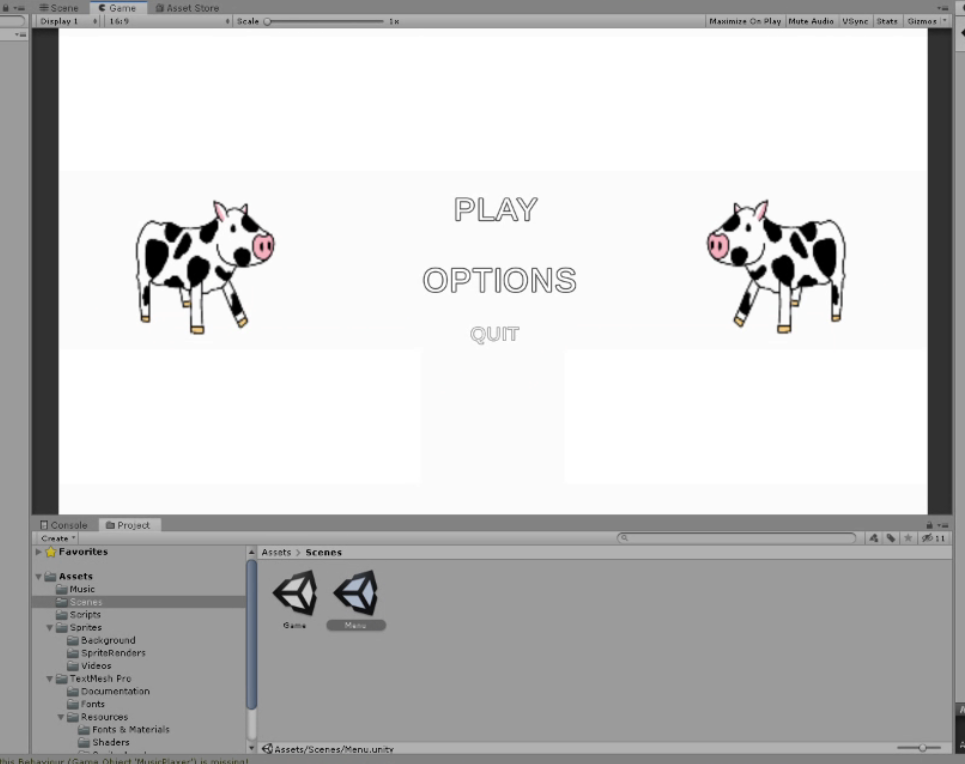 Scene Game Asset Store
Display 1 16:9 Scale 1x Maximize On Play Mute Audio VSync Stats Gizmos
PLAY
OPTIONS
QUIT
Console Project
Create 11
Favorites
Assets > Scenes
Assets
Music
Scenes
Scripts
Sprites
Background
SpriteRenders
Videos
TextMesh Pro
Documentation
Fonts
Resources
Fonts & Materials
Shaders
Game Menu
Assets/Scenes/Menu.unity
this Behaviour (Game Object 'MusicPlayer') is missing!